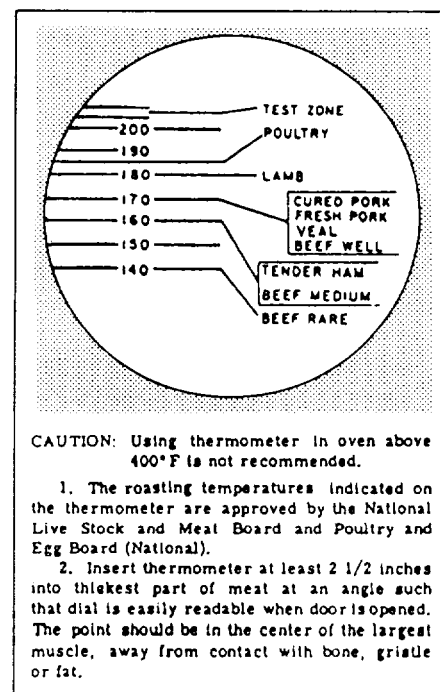 TEST ZONE
200
POULTRY
190
180 LAMB
170
CURED PORK
FRESH PORK
VEAL
BEEF WELL
160
150
TENDER HAM
BEEF MEDIUM
140
BEEF RARE
CAUTION: Using thermometer in oven above
400°F is not recommended.
1. The roasting temperatures indicated on
the thermometer are approved by the National
Live Stock and Meat Board and Poultry and
Egg Board (National).
2. Insert thermometer at least 2 1/2 inches
into thickest part of meat at an angle such
that dial is easily readable when door is opened.
The point should be in the center of the largest
muscle, away from contact with bone, gristle
or fat.